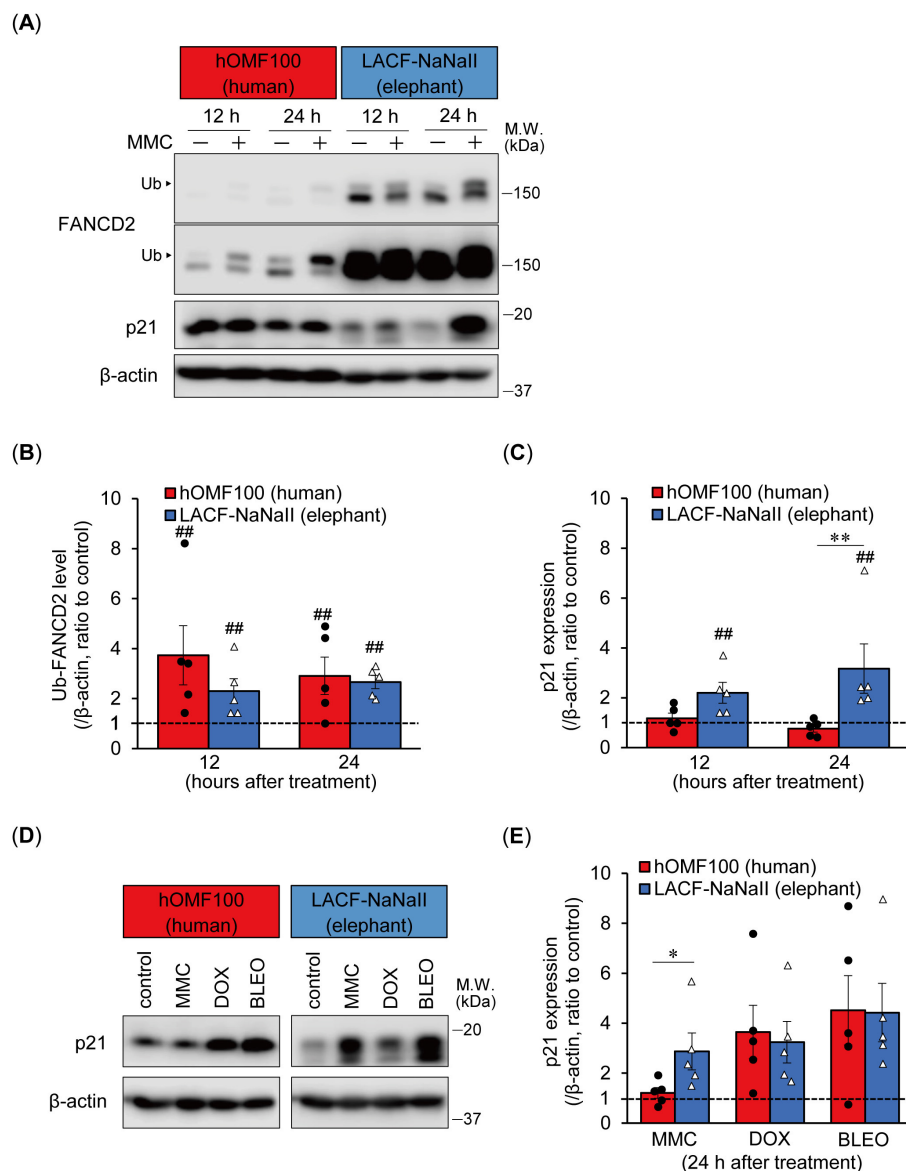 (A)
hOMF100
(human)
LACF-NaNaII
(elephant)
12 h 24 h 12 h 24 h
M.W.
(kDa)
MMC − + − + − + − +
Ub
−150
FANCD2
Ub
−150
−20
p21
β-actin
−37
(B)
hOMF100 (human)
LACF-NaNaII (elephant)
Ub-FANCD2 level
(/β-actin, ratio to control)
10
8
6
4
2
1
0
##
##
##
##
12 24
(hours after treatment)
(C)
hOMF100 (human)
LACF-NaNaII (elephant)
p21 expression
(/β-actin, ratio to control)
10
8
6
4
2
1
0
##
**
##
12 24
(hours after treatment)
(D)
hOMF100
(human)
LACF-NaNaII
(elephant)
control MMC DOX BLEO control MMC DOX BLEO
M.W.
(kDa)
−20
p21
β-actin
−37
(E)
hOMF100 (human)
LACF-NaNaII (elephant)
p21 expression
(/β-actin, ratio to control)
10
8
6
4
2
1
0
*
MMC DOX BLEO
(24 h after treatment)